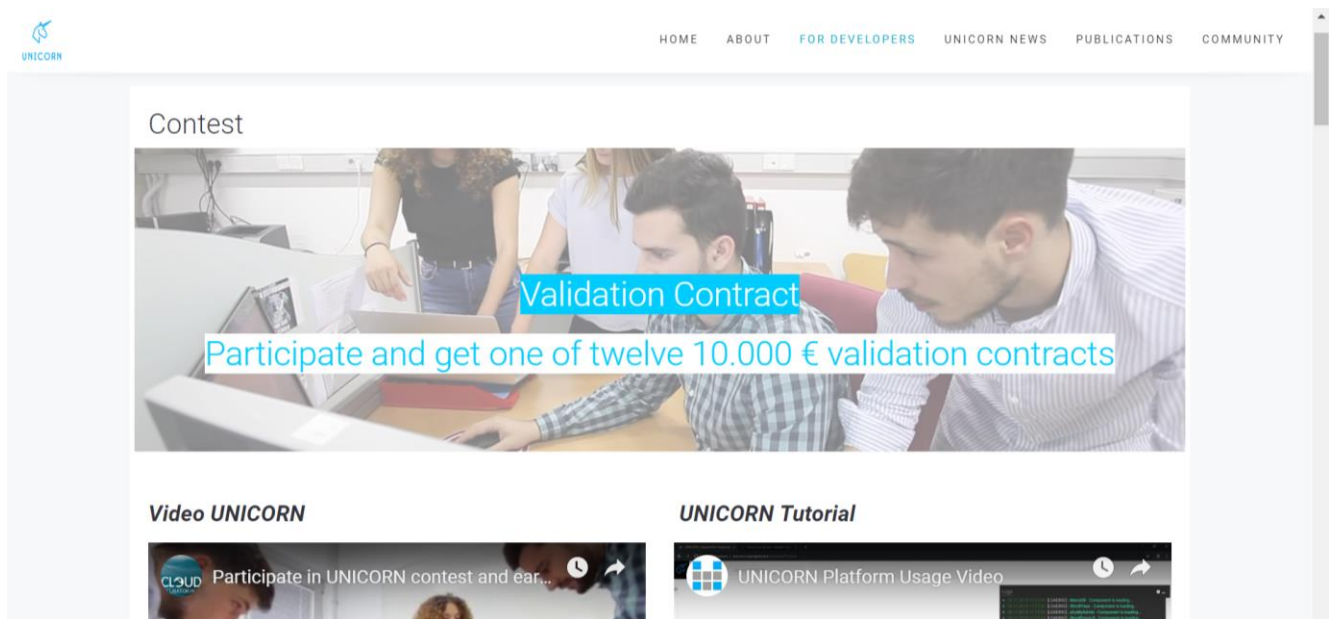 UNICORN
HOME ABOUT FOR DEVELOPERS UNICORN NEWS PUBLICATIONS COMMUNITY
Contest
Validation Contract
Participate and get one of twelve 10.000 € validation contracts
Video UNICORN
UNICORN Tutorial
CLOUD
Participate in UNICORN contest and ear...
UNICORN Platform Usage Video